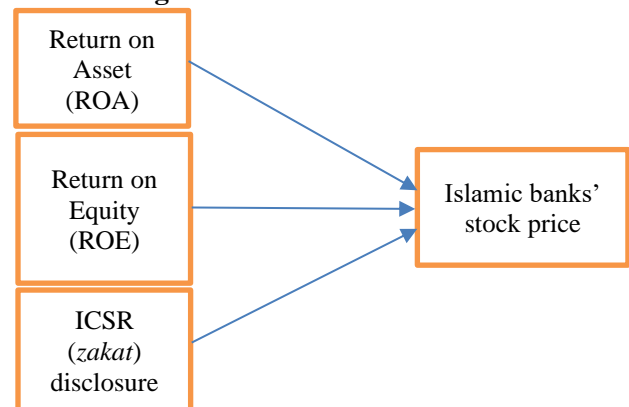 Return on
Asset
(ROA)
Return on
Equity
(ROE)
ICSR
(zakat)
disclosure
Islamic banks’
stock price